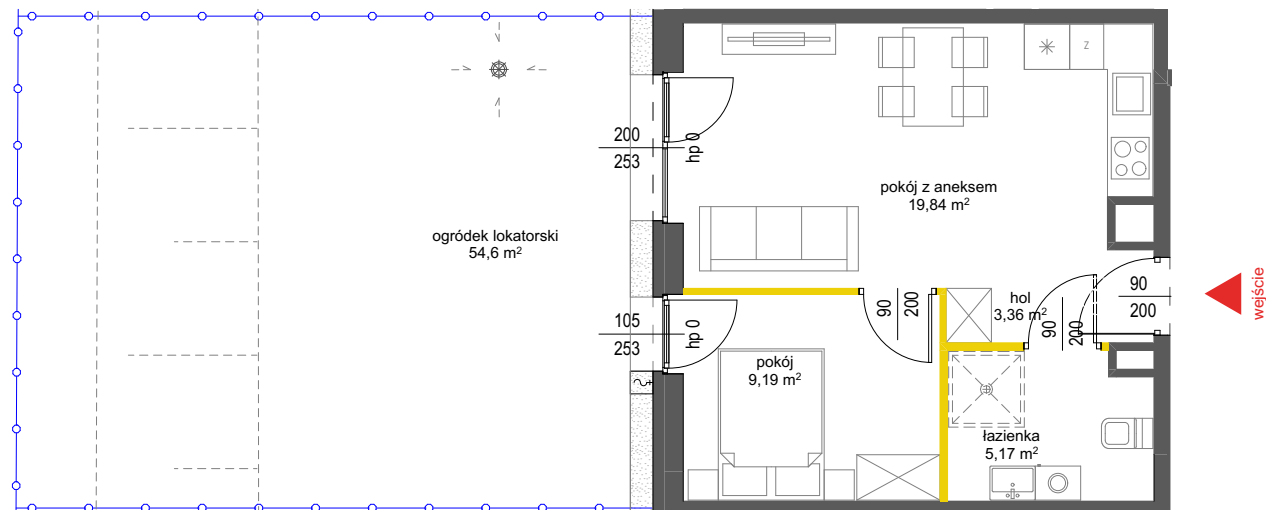 200
253
hp 0
ogródek lokatorski
54,6 m²
105
253
hp 0
z
pokój z aneksem
19,84 m²
pokój
9,19 m²
90
200
hol
3,36 m²
90
200
90
200
wejście
łazienka
5,17 m²